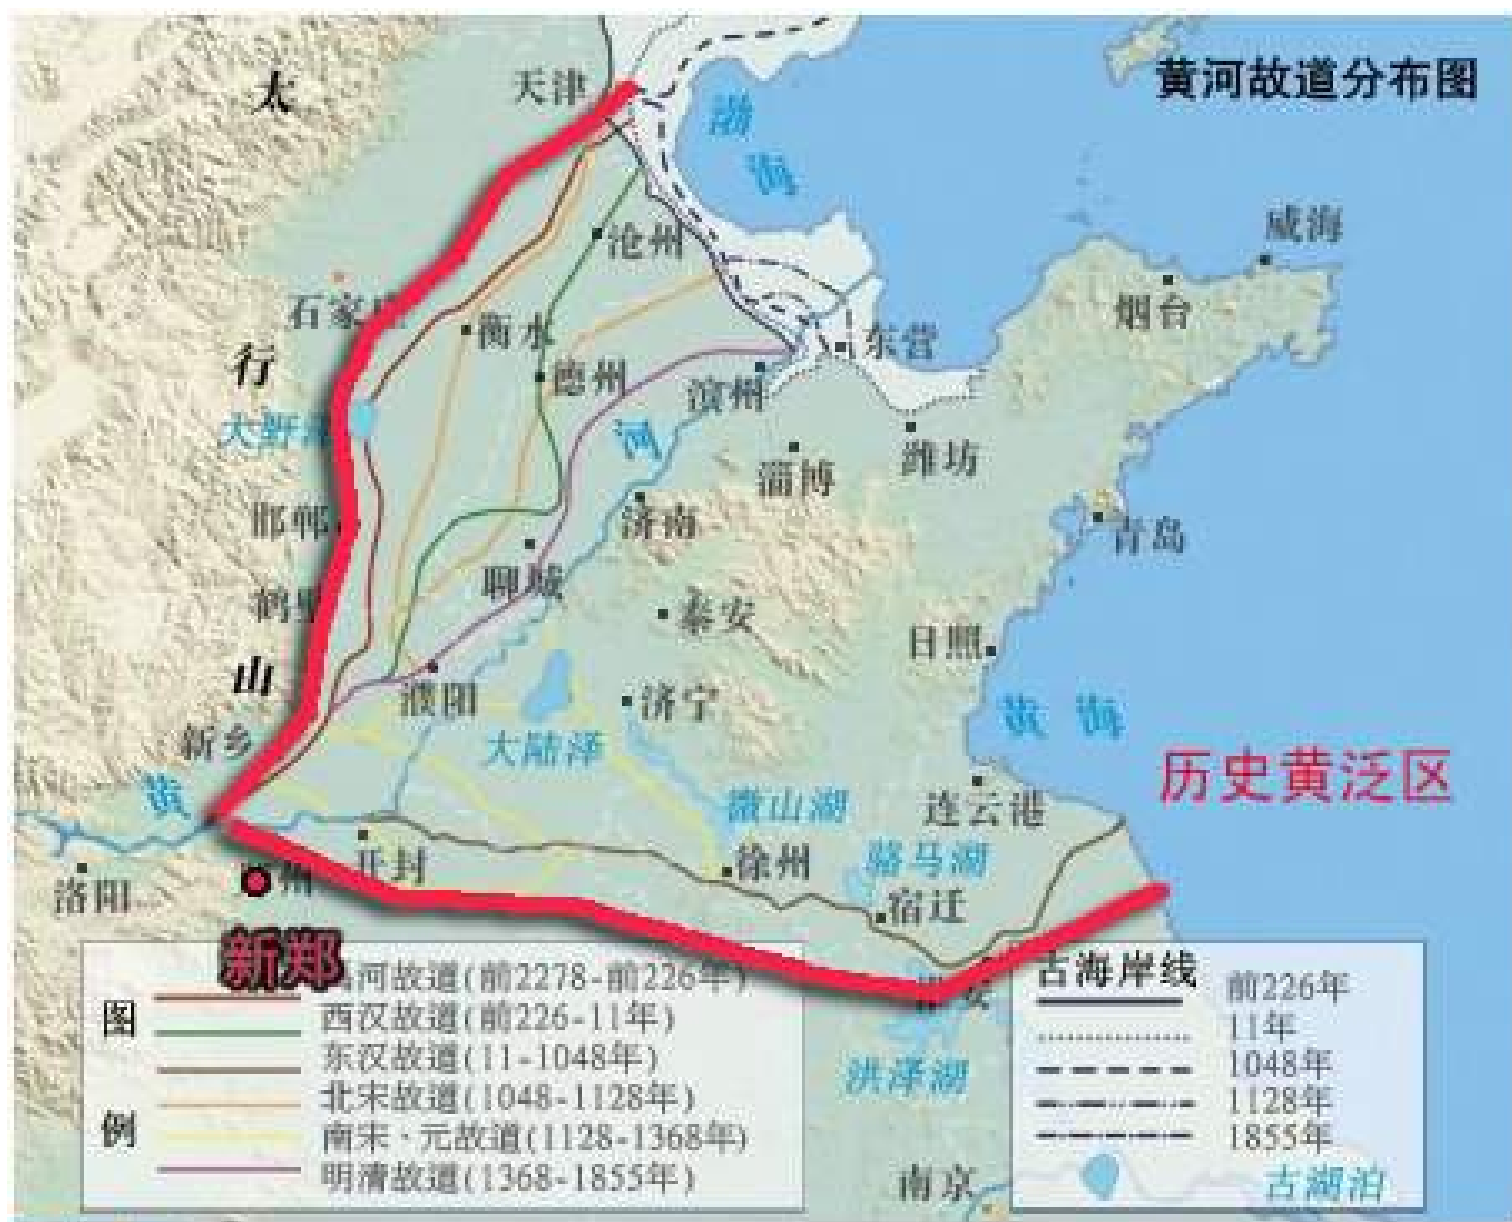 黄河故道分布图
太
天津
渤
海
沧州
威海
烟台
石家
衡水
行
德州
滨州
东营
河
淄博
潍坊
邯郸
济南
青岛
聊城
泰安
日照
山
濮阳
大陆泽
济宁
黄海
新乡
黄
微山湖
连云港
历史黄泛区
洛阳
州
开封
徐州
骆马湖
宿迁
新郑
安
洪泽湖
南京
图
例
河故道(前2278-前226年)
西汉故道(前226-11年)
东汉故道(11-1048年)
北宋故道(1048-1128年)
南宋·元故道(1128-1368年)
明清故道(1368-1855年)
古海岸线
前226年
11年
1048年
1128年
1855年
古湖泊